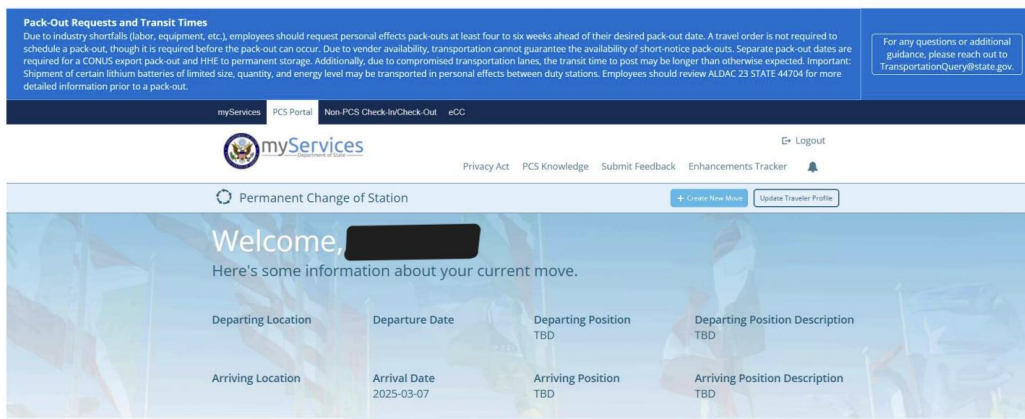 Pack-Out Requests and Transit Times
Due to industry shortfalls (labor, equipment, etc.), employees should request personal effects pack-outs at least four to six weeks ahead of their desired pack-out date. A travel order is not required to
schedule a pack-out, though it is required before the pack-out can occur. Due to vender availability, transportation cannot guarantee the availability of short-notice pack-outs. Separate pack-out dates are
required for a CONUS export pack-out and HHE to permanent storage. Additionally, due to compromised transportation lanes, the transit time to post may be longer than otherwise expected. Important:
Shipment of certain lithium batteries of limited size, quantity, and energy level may be transported in personal effects between duty stations. Employees should review ALDAC 23 STATE 44704 for more
detailed information prior to a pack-out.
For any questions or additional
guidance, please reach out to
TransportationQuery@state.gov.
myServices PCS Portal Non-PCS Check-In/Check-Out eCC
myServices
Department of State
Logout
Privacy Act PCS Knowledge Submit Feedback Enhancements Tracker
Permanent Change of Station
+ Create New Move Update Traveler Profile
Welcome,
Here's some information about your current move.
Departing Location Departure Date Departing Position Departing Position Description
TBD TBD
Arriving Location Arrival Date Arriving Position Arriving Position Description
2025-03-07 TBD TBD